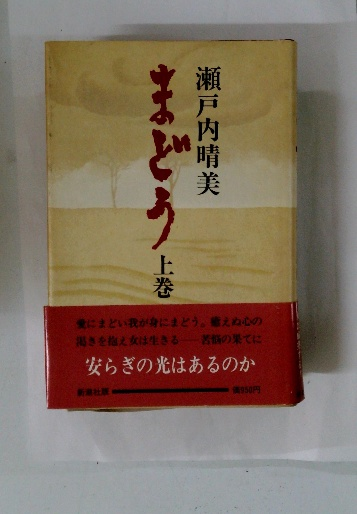 瀬戸内晴美
まどう
上巻
愛にまどい我が身にまどう。癒えぬ心の
渇きを抱え女は生きる——苦悩の果てに
安らぎの光はあるのか
新潮社版